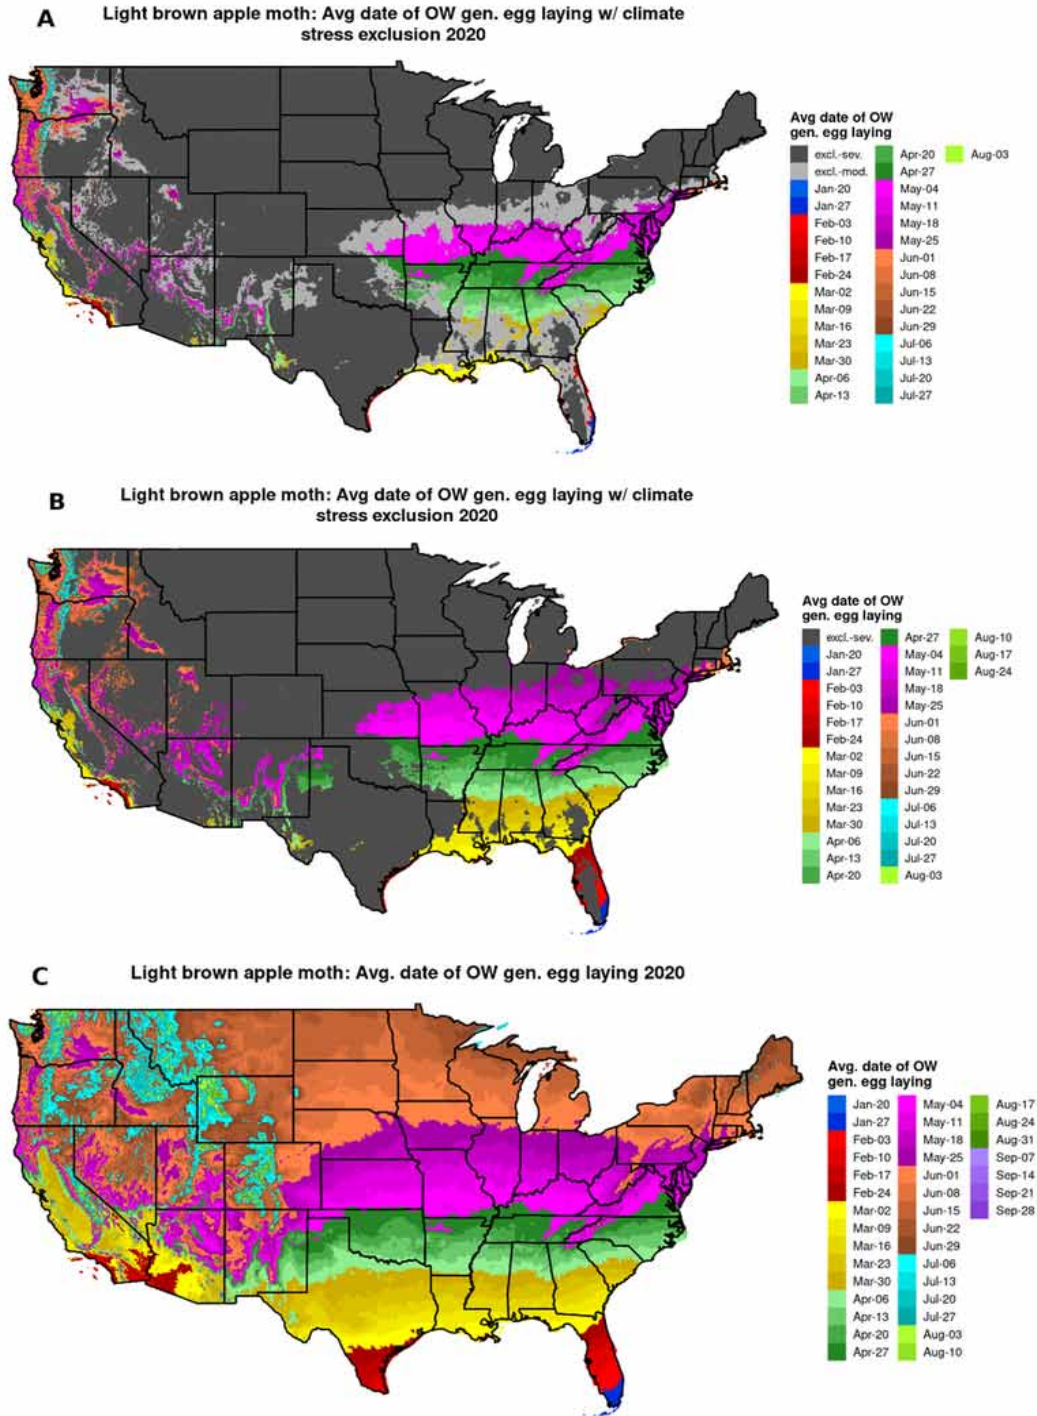 A
Light brown apple moth: Avg date of OW gen. egg laying w/ climate
stress exclusion 2020
Avg date of OW
gen. egg laying
excl.-sev.
excl.-mod.
Jan-20
Jan-27
Feb-03
Feb-10
Feb-17
Feb-24
Mar-02
Mar-09
Mar-16
Mar-23
Mar-30
Apr-06
Apr-13
Apr-20
Apr-27
May-04
May-11
May-18
May-25
Jun-01
Jun-08
Jun-15
Jun-22
Jun-29
Jul-06
Jul-13
Jul-20
Jul-27
Aug-03
B
Light brown apple moth: Avg date of OW gen. egg laying w/ climate
stress exclusion 2020
Avg date of OW
gen. egg laying
excl.-sev.
Jan-20
Jan-27
Feb-03
Feb-10
Feb-17
Feb-24
Mar-02
Mar-09
Mar-16
Mar-23
Mar-30
Apr-06
Apr-13
Apr-20
Apr-27
May-04
May-11
May-18
May-25
Jun-01
Jun-08
Jun-15
Jun-22
Jun-29
Jul-06
Jul-13
Jul-20
Jul-27
Aug-03
Aug-10
Aug-17
Aug-24
C
Light brown apple moth: Avg. date of OW gen. egg laying 2020
Avg. date of OW
gen. egg laying
Jan-20
Jan-27
Feb-03
Feb-10
Feb-17
Feb-24
Mar-02
Mar-09
Mar-16
Mar-23
Mar-30
Apr-06
Apr-13
Apr-20
Apr-27
May-04
May-11
May-18
May-25
Jun-01
Jun-08
Jun-15
Jun-22
Jun-29
Jul-06
Jul-13
Jul-20
Jul-27
Aug-03
Aug-10
Aug-17
Aug-24
Aug-31
Sep-07
Sep-14
Sep-21
Sep-28